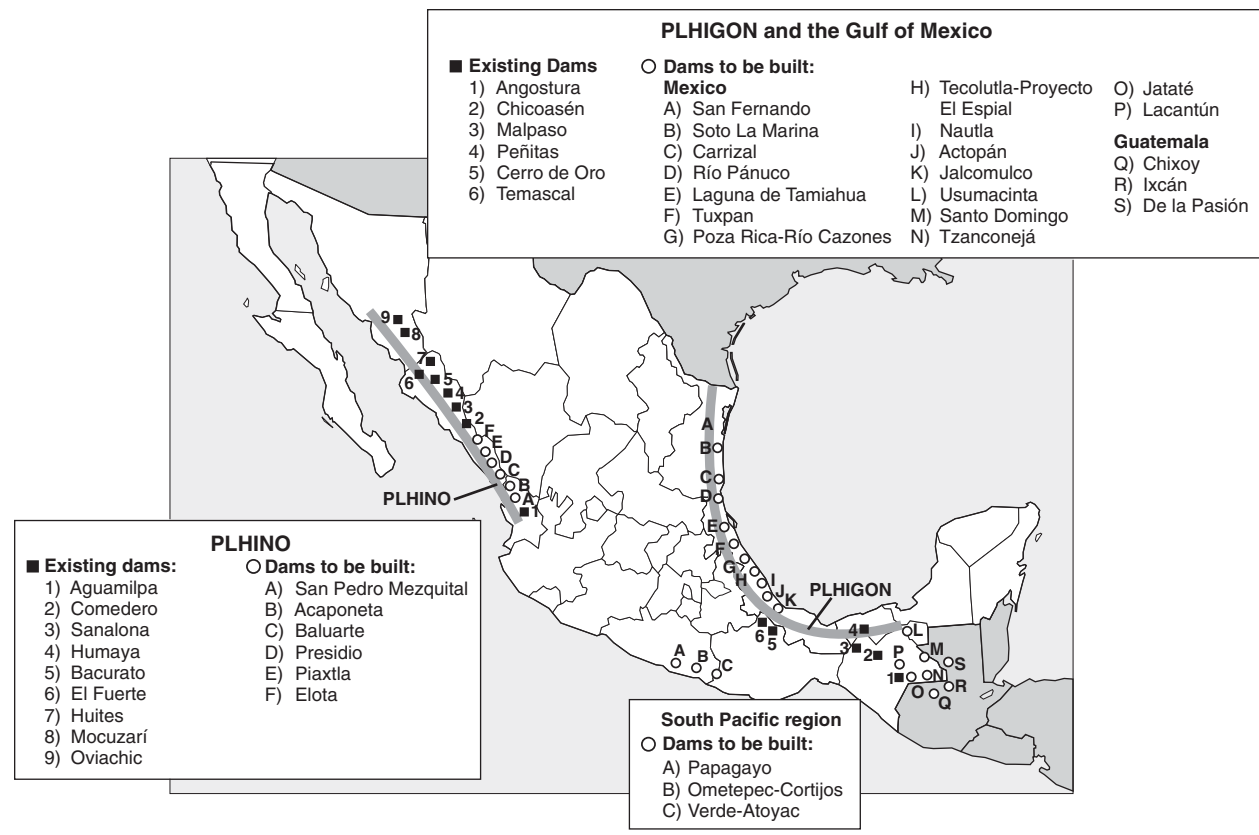 PLHIGON and the Gulf of Mexico
■ Existing Dams
1) Angostura
2) Chicoasén
3) Malpaso
4) Peñitas
5) Cerro de Oro
6) Temascal
○ Dams to be built:
Mexico
A) San Fernando
B) Soto La Marina
C) Carrizal
D) Río Pánuco
E) Laguna de Tamiahua
F) Tuxpan
G) Poza Rica-Río Cazones
H) Tecolutla-Proyecto
El Espial
I) Nautla
J) Actopán
K) Jalcomulco
L) Usumacinta
M) Santo Domingo
N) Tzanconejá
O) Jataté
P) Lacantún
Guatemala
Q) Chixoy
R) Ixcán
S) De la Pasión
9
8
7
6
5
4
3
2
F
E
D
C
B
A
1
PLHINO
A
B
C
D
E
F
G
H
I
J
K
PLHIGON
6
5
4
3
2
1
L
M
N
O
P
Q
R
S
A
B
C
PLHINO
■ Existing dams:
1) Aguamilpa
2) Comedero
3) Sanalona
4) Humaya
5) Bacurato
6) El Fuerte
7) Huites
8) Mocuzarí
9) Oviachic
○ Dams to be built:
A) San Pedro Mezquital
B) Acaponeta
C) Baluarte
D) Presidio
E) Piaxtla
F) Elota
South Pacific region
○ Dams to be built:
A) Papagayo
B) Ometepec-Cortijos
C) Verde-Atoyac